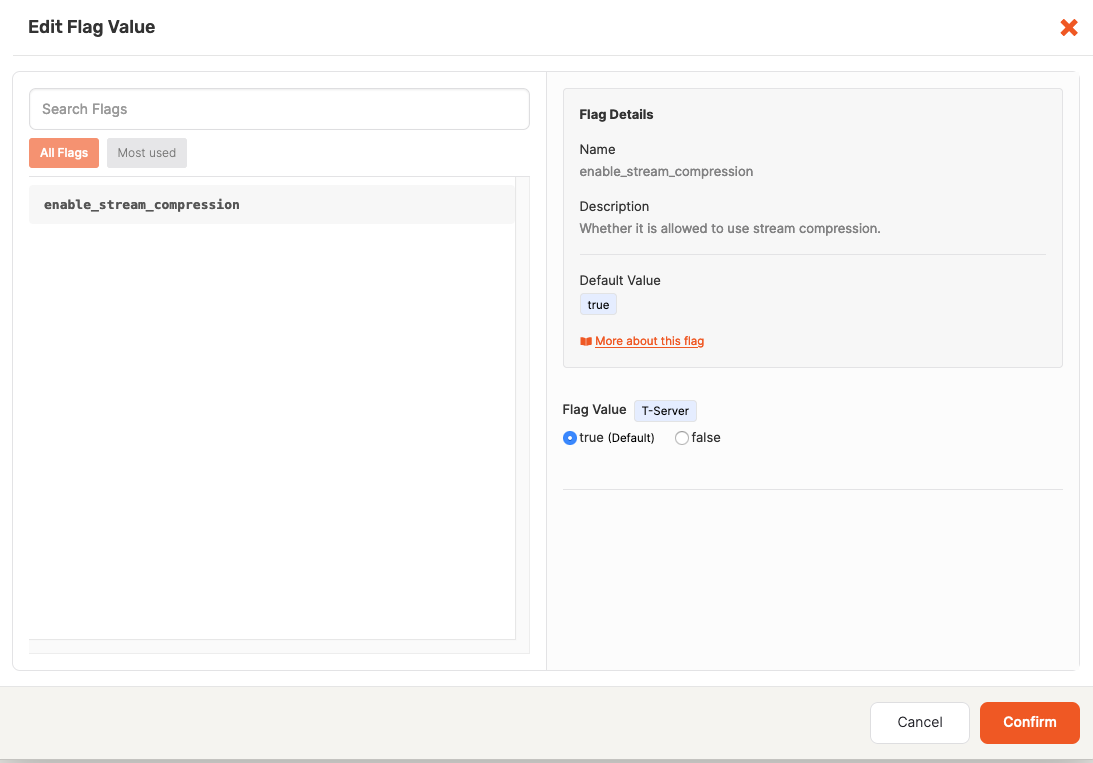 Edit Flag Value
Search Flags
All Flags
Most used
enable_stream_compression
Flag Details
Name
enable_stream_compression
Description
Whether it is allowed to use stream compression.
Default Value
true
More about this flag
Flag Value T-Server
true (Default) false
Cancel
Confirm